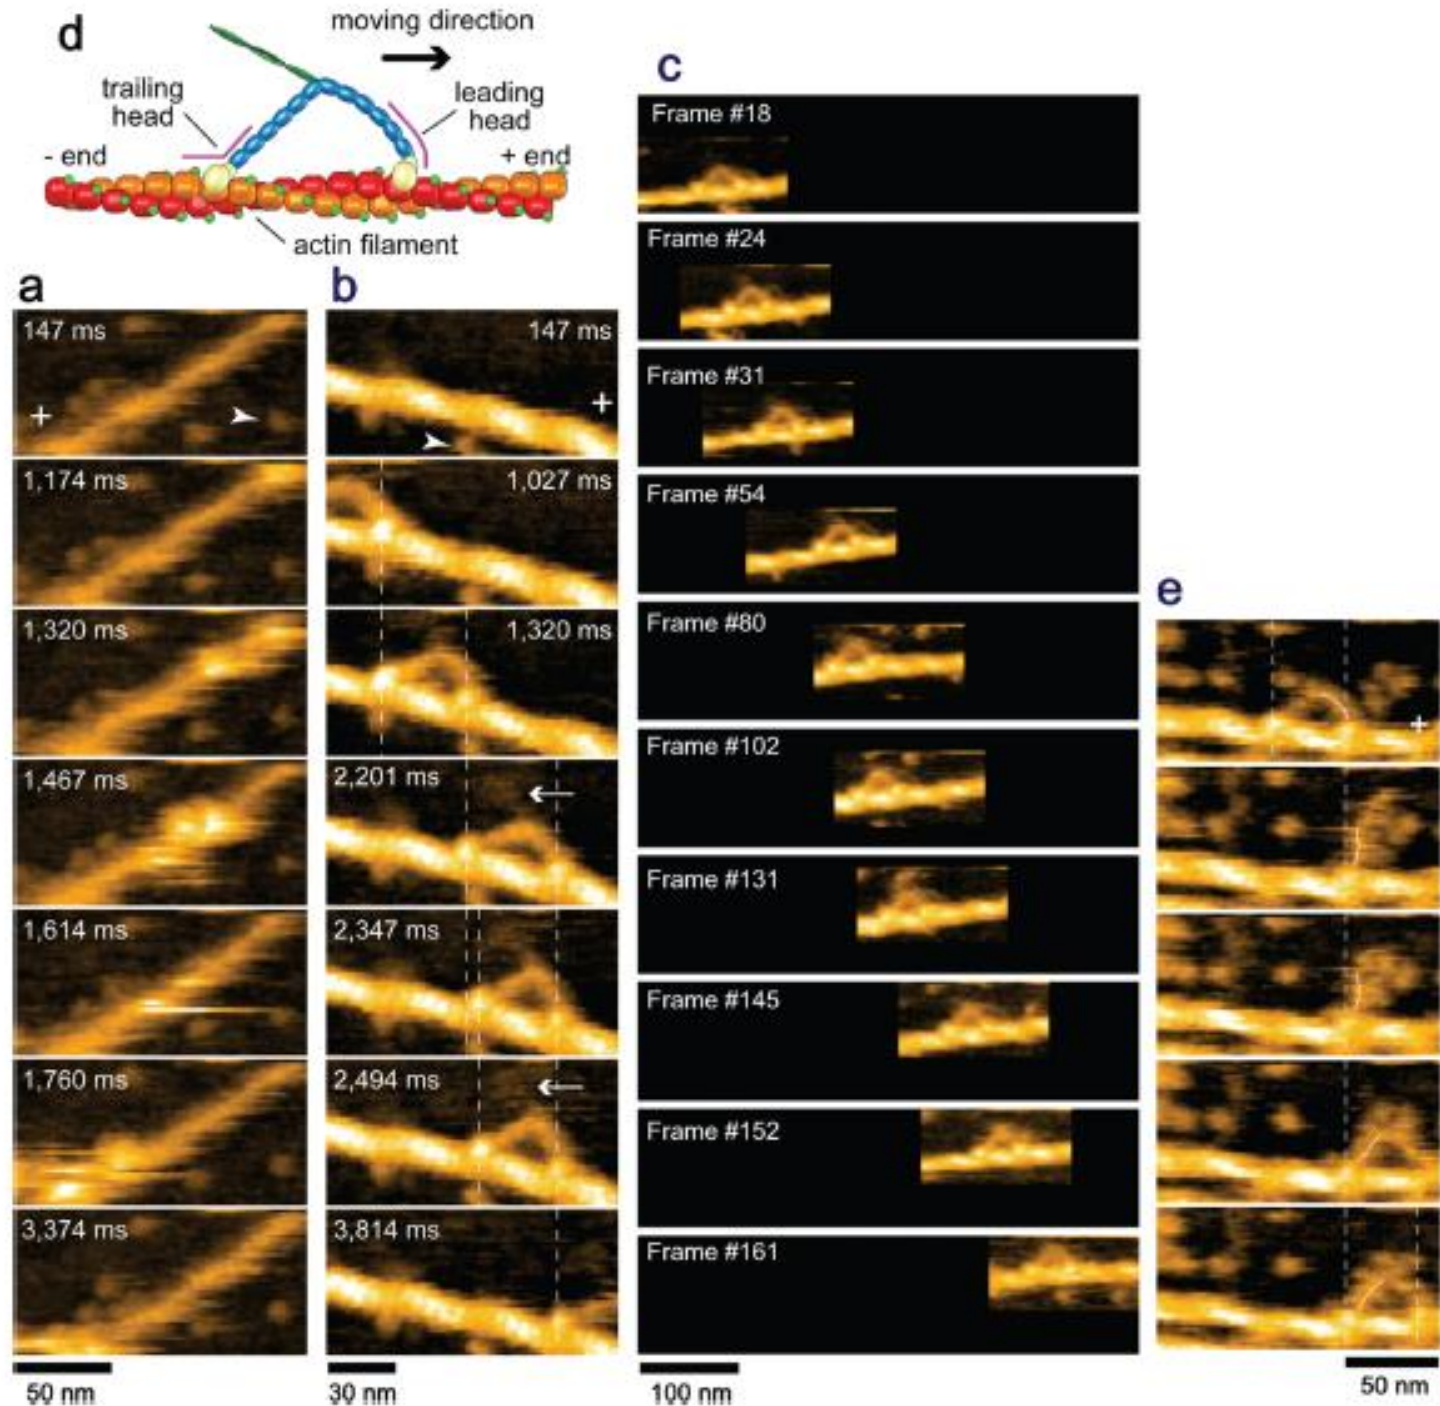 d
moving direction
trailing
head
leading
head
- end
+ end
actin filament
a
147 ms
+
1,174 ms
1,320 ms
1,467 ms
1,614 ms
1,760 ms
3,374 ms
50 nm
b
147 ms
+
1,027 ms
1,320 ms
2,201 ms
2,347 ms
2,494 ms
3,814 ms
30 nm
c
Frame #18
Frame #24
Frame #31
Frame #54
Frame #80
Frame #102
Frame #131
Frame #145
Frame #152
Frame #161
100 nm
e
+
50 nm